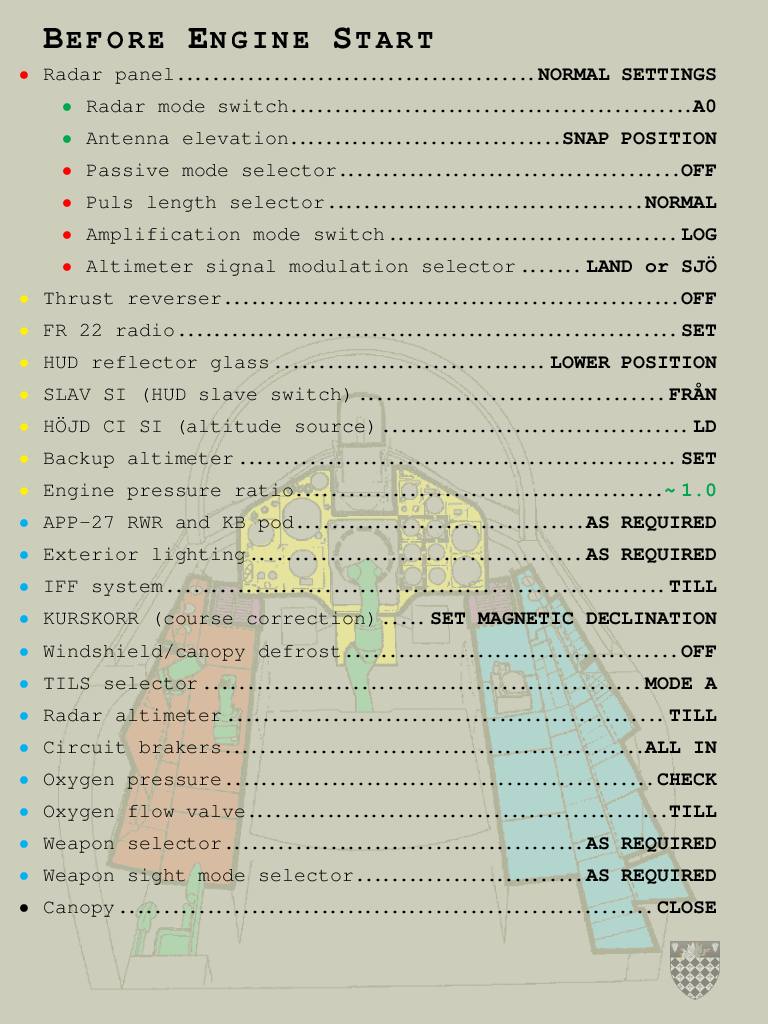 BEFORE ENGINE START
• Radar panel........................................NORMAL SETTINGS
• Radar mode switch.............................................A0
• Antenna elevation..............................SNAP POSITION
• Passive mode selector......................................OFF
• Puls length selector...................................NORMAL
• Amplification mode switch................................LOG
• Altimeter signal modulation selector.......LAND or SJÖ
• Thrust reverser...................................................OFF
• FR 22 radio........................................................SET
• HUD reflector glass..............................LOWER POSITION
• SLAV SI (HUD slave switch)..................................FRÅN
• HÖJD CI SI (altitude source)..................................LD
• Backup altimeter.................................................SET
• Engine pressure ratio.........................................~1.0
• APP-27 RWR and KB pod................................AS REQUIRED
• Exterior lighting......................................AS REQUIRED
• IFF system........................................................TILL
• KURSKORR (course correction).....SET MAGNETIC DECLINATION
• Windshield/canopy defrost.....................................OFF
• TILS selector.................................................MODE A
• Radar altimeter.................................................TILL
• Circuit brakers...............................................ALL IN
• Oxygen pressure................................................CHECK
• Oxygen flow valve..............................................TILL
• Weapon selector........................................AS REQUIRED
• Weapon sight mode selector.........................AS REQUIRED
• Canopy...........................................................CLOSE